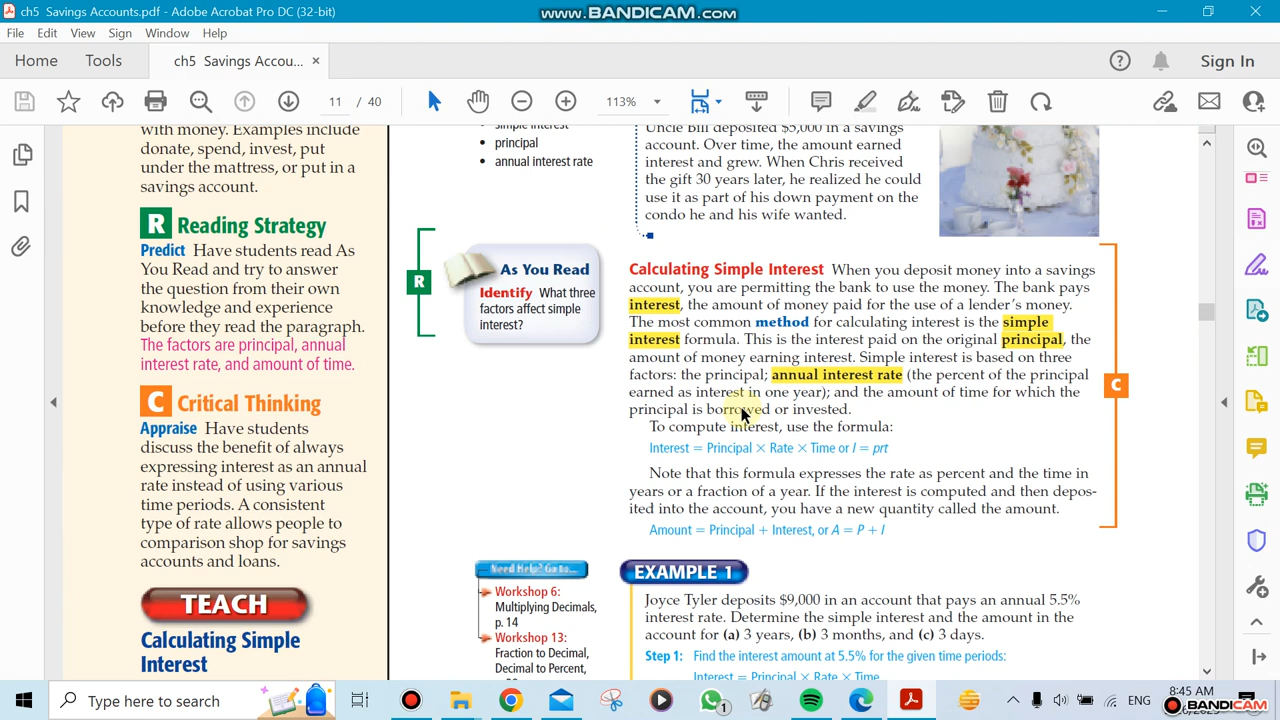 ch5 Savings Accounts.pdf - Adobe Acrobat Pro DC (32-bit)
www.BANDICAM.com
File Edit View Sign Window Help
Home Tools ch5 Savings Accou... ×
Sign In
11 / 40
113%
with money. Examples include
donate, spend, invest, put
under the mattress, or put in a
savings account.
R Reading Strategy
Predict Have students read As
You Read and try to answer
the question from their own
knowledge and experience
before they read the paragraph.
The factors are principal, annual
interest rate, and amount of time.
C Critical Thinking
Appraise Have students
discuss the benefit of always
expressing interest as an annual
rate instead of using various
time periods. A consistent
type of rate allows people to
comparison shop for savings
accounts and loans.
TEACH
Calculating Simple
Interest
simple interest
• principal
• annual interest rate
Uncle Bill deposited $5,000 in a savings
account. Over time, the amount earned
interest and grew. When Chris received
the gift 30 years later, he realized he could
use it as part of his down payment on the
condo he and his wife wanted.
R
As You Read
Identify What three
factors affect simple
interest?
Calculating Simple Interest When you deposit money into a savings
account, you are permitting the bank to use the money. The bank pays
interest, the amount of money paid for the use of a lender's money.
The most common method for calculating interest is the simple
interest formula. This is the interest paid on the original principal, the
amount of money earning interest. Simple interest is based on three
factors: the principal; annual interest rate (the percent of the principal
earned as interest in one year); and the amount of time for which the
principal is borrowed or invested.
To compute interest, use the formula:
Interest = Principal × Rate × Time or I = prt
Note that this formula expresses the rate as percent and the time in
years or a fraction of a year. If the interest is computed and then depos-
ited into the account, you have a new quantity called the amount.
Amount = Principal + Interest, or A = P + I
C
Need Help? Go to...
Workshop 6:
Multiplying Decimals,
p. 14
Workshop 13:
Fraction to Decimal,
Decimal to Percent,
EXAMPLE 1
Joyce Tyler deposits $9,000 in an account that pays an annual 5.5%
interest rate. Determine the simple interest and the amount in the
account for (a) 3 years, (b) 3 months, and (c) 3 days.
Step 1: Find the interest amount at 5.5% for the given time periods:
Interest = Principal × Rate × Time
Type here to search
1
ENG
8:45 AM
BANDICAM